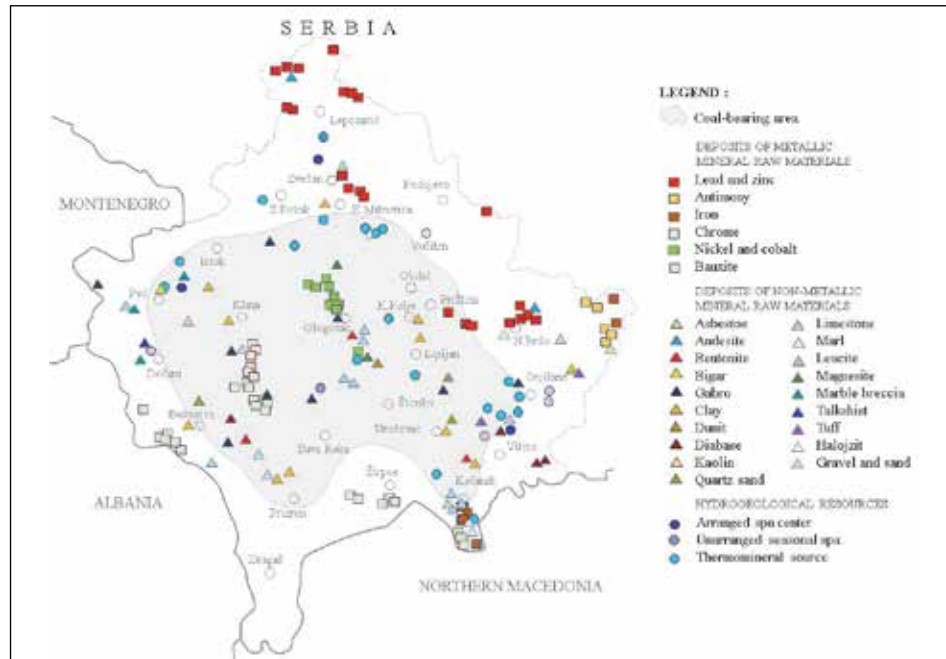 SERBIA
Leposavić
Zvečan
Podujevo
MONTENEGRO
Z. Potok
K. Mitrovica
Vučitrn
Istok
Obilić
Peć
Klina
K. Polje
Priština
Glogovac
N. Brdo
Lipljan
Dečani
Gnjilane
Štimlje
Uroševac
Vitina
Suva Reka
Župa
Kačanik
ALBANIA
Prizren
Dragaš
NORTHERN MACEDONIA
LEGEND :
Coal-bearing area
DEPOSITS OF METALLIC
MINERAL RAW MATERIALS
Lead and zinc
Antimony
Iron
Chrome
Nickel and cobalt
Bauxite
DEPOSITS OF NON-METALLIC
MINERAL RAW MATERIALS
Asbestos
Andesite
Bentonite
Bigar
Gabro
Clay
Dunit
Diabase
Kaolin
Quartz sand
Limestone
Marl
Leucite
Magnesite
Marble breccia
Talkshist
Tuff
Halojzit
Gravel and sand
HYDROGEOLOGICAL RESOURCES
Arranged spa center
Unarranged seasonal spa
Thermomineral source